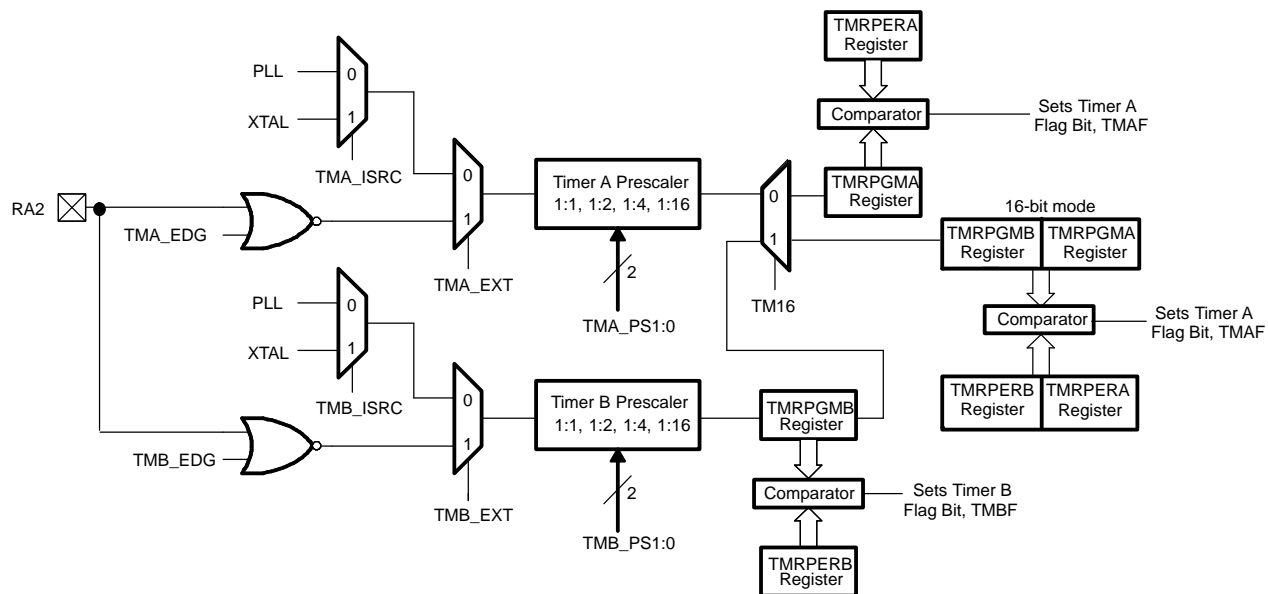 TMRPERA
Register
PLL
0
Comparator
Sets Timer A
Flag Bit, TMAF
XTAL
1
TMA_ISRC
0
Timer A Prescaler
1:1, 1:2, 1:4, 1:16
0
TMRPGMA
Register
RA2
1
16-bit mode
TMA_EDG
1
TMRPGMB
Register
TMRPGMA
Register
2
TMA_EXT
TM16
PLL
0
TMA_PS1:0
Comparator
Sets Timer A
Flag Bit, TMAF
XTAL
1
TMB_ISRC
0
Timer B Prescaler
1:1, 1:2, 1:4, 1:16
TMRPGMB
Register
TMRPERB
Register
TMRPERA
Register
1
TMB_EDG
2
Comparator
Sets Timer B
Flag Bit, TMBF
TMB_EXT
TMB_PS1:0
TMRPERB
Register